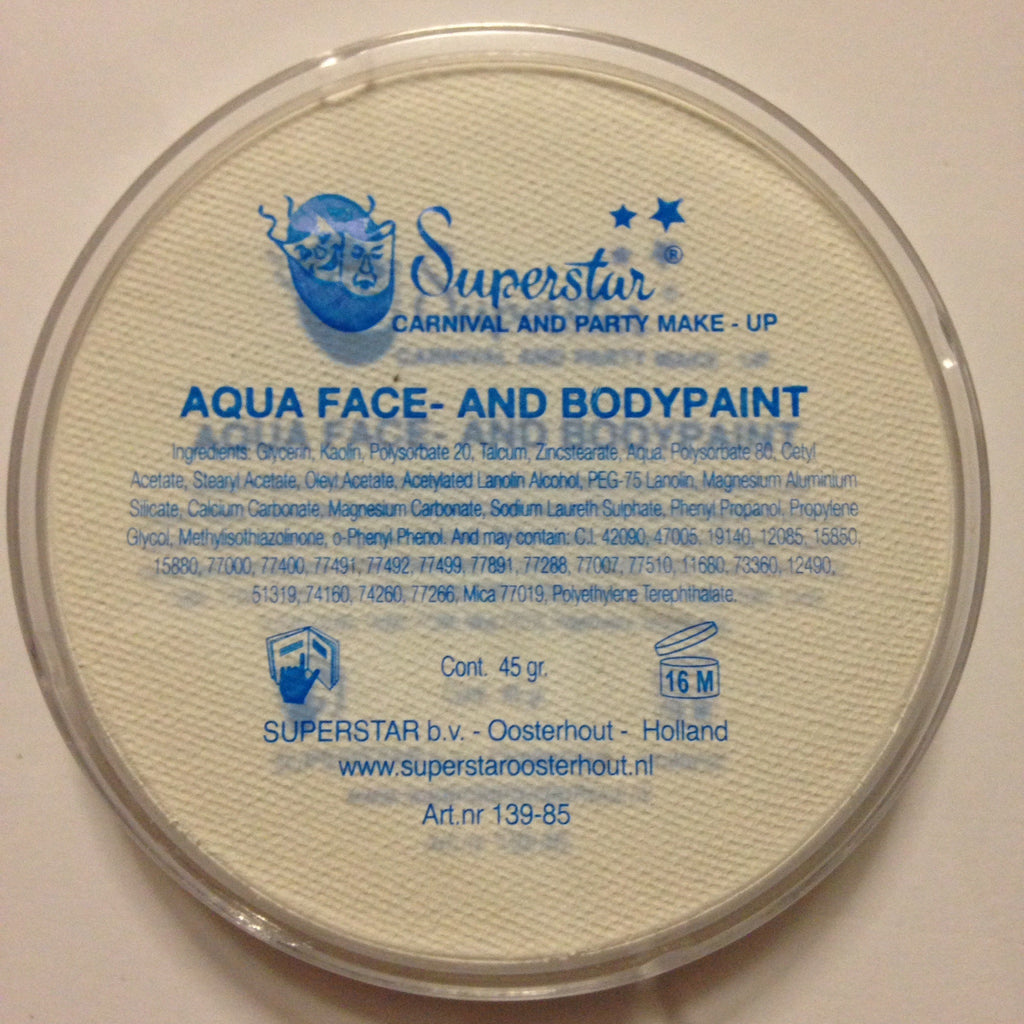 Superstar ®
CARNIVAL AND PARTY MAKE - UP
AQUA FACE- AND BODYPAINT
Ingredients: Glycerin, Kaolin, Polysorbate 20, Talcum, Zincstearate, Aqua, Polysorbate 80, Cetyl
Acetate, Stearyl Acetate, Oleyl Acetate, Acetylated Lanolin Alcohol, PEG-75 Lanolin, Magnesium Aluminium
Silicate, Calcium Carbonate, Magnesium Carbonate, Sodium Laureth Sulphate, Phenyl Propanol, Propylene
Glycol, Methylisothiazolinone, o-Phenyl Phenol. And may contain: C.I. 42090, 47005, 19140, 12085, 15850,
15880, 77000, 77400, 77491, 77492, 77499, 77891, 77288, 77007, 77510, 11680, 73360, 12490,
51319, 74160, 74260, 77266, Mica 77019, Polyethylene Terephthalate.
Cont. 45 gr.
16 M
SUPERSTAR b.v. - Oosterhout - Holland
www.superstaroosterhout.nl
Art.nr 139-85